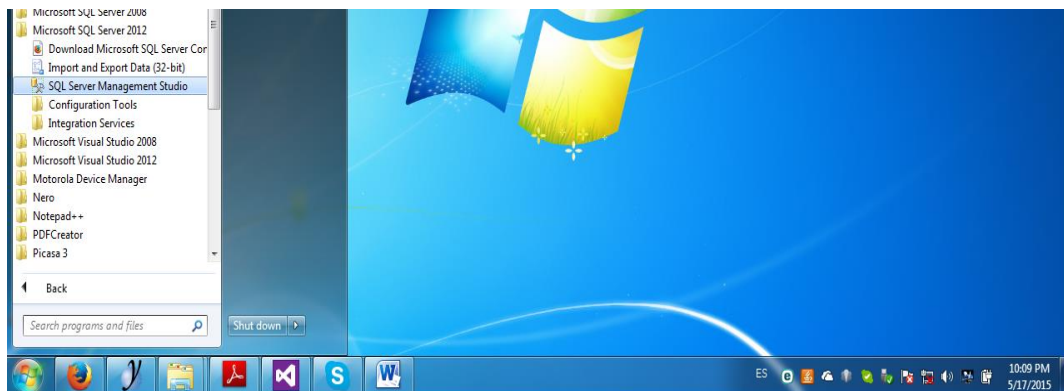 Microsoft SQL Server 2008
Microsoft SQL Server 2012
Download Microsoft SQL Server Cor
Import and Export Data (32-bit)
SQL Server Management Studio
Configuration Tools
Integration Services
Microsoft Visual Studio 2008
Microsoft Visual Studio 2012
Motorola Device Manager
Nero
Notepad++
PDFCreator
Picasa 3
Back
Search programs and files
Shut down
ES
10:09 PM
5/17/2015